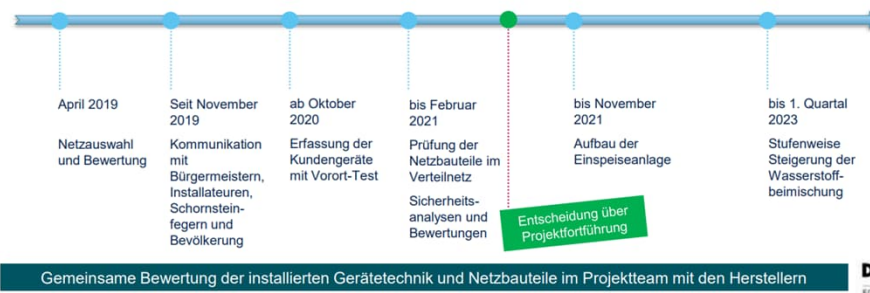 April 2019
Netzauswahl
und Bewertung
Seit November
2019
Kommunikation
mit
Bürgermeistern,
Installateuren,
Schornstein-
fegern und
Bevölkerung
ab Oktober
2020
Erfassung der
Kundengeräte
mit Vorort-Test
bis Februar
2021
Prüfung der
Netzbauteile im
Verteilnetz
Sicherheits-
analysen und
Bewertungen
Entscheidung über
Projektfortführung
bis November
2021
Aufbau der
Einspeiseanlage
bis 1. Quartal
2023
Stufenweise
Steigerung der
Wasserstoff-
beimischung
Gemeinsame Bewertung der installierten Gerätetechnik und Netzbauteile im Projektteam mit den Herstellern